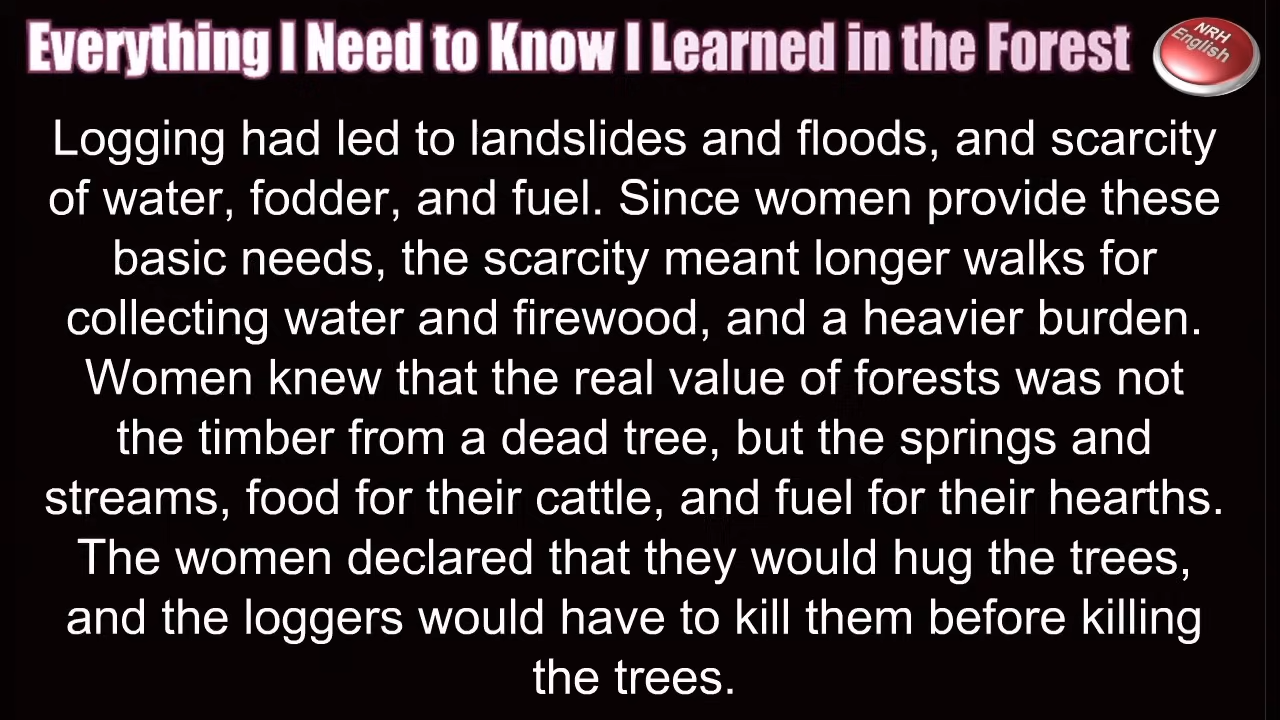 Everything I Need to Know I Learned in the Forest
NRH
English
Logging had led to landslides and floods, and scarcity
of water, fodder, and fuel. Since women provide these
basic needs, the scarcity meant longer walks for
collecting water and firewood, and a heavier burden.
Women knew that the real value of forests was not
the timber from a dead tree, but the springs and
streams, food for their cattle, and fuel for their hearths.
The women declared that they would hug the trees,
and the loggers would have to kill them before killing
the trees.